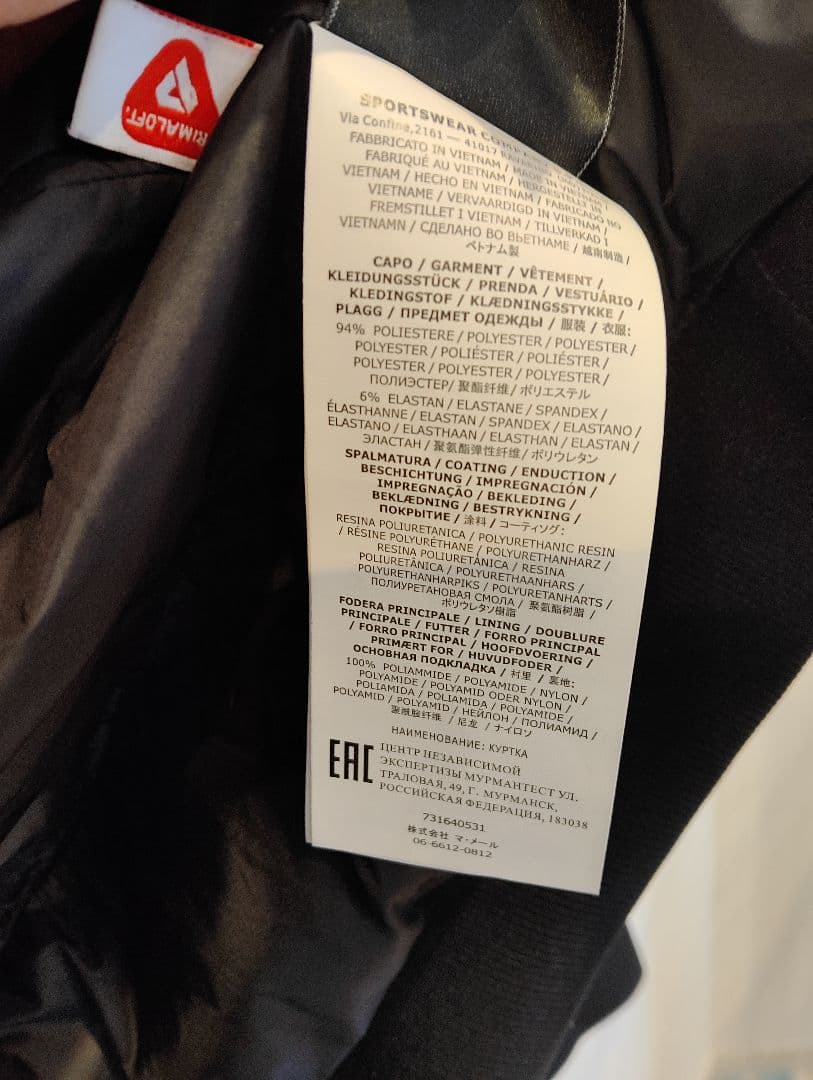 RIMALOFT.
SPORTSWEAR
Via Confine,2161 — 41017
FABBRICATO IN VIETNAM / MADE IN VIETNAM /
FABRIQUÉ AU VIETNAM / HERGESTELLT IN
VIETNAM / HECHO EN VIETNAM / FABRICADO NO
VIETNAME / VERVAARDIGD IN VIETNAM /
FREMSTILLET I VIETNAM / TILLVERKAD I
VIETNAMN / СДЕЛАНО ВО ВЬЕТНАМЕ / 越南制造 /
ベトナム製
CAPO / GARMENT / VÊTEMENT /
KLEIDUNGSSTÜCK / PRENDA / VESTUÁRIO /
KLEDINGSTOF / KLÆDNINGSSTYKKE /
PLAGG / ПРЕДМЕТ ОДЕЖДЫ / 服装 / 衣服:
94% POLIESTERE / POLYESTER / POLYESTER /
POLYESTER / POLIÉSTER / POLIÉSTER /
POLYESTER / POLYESTER / POLYESTER /
ПОЛИЭСТЕР/ 聚酯纤维/ ポリエステル
6% ELASTAN / ELASTANE / SPANDEX /
ÉLASTHANNE / ELASTAN / SPANDEX / ELASTANO /
ELASTANO / ELASTHAAN / ELASTHAN / ELASTAN /
ЭЛАСТАН / 聚氨酯弹性纤维/ ポリウレタン
SPALMATURA / COATING / ENDUCTION /
BESCHICHTUNG / IMPREGNACIÓN /
IMPREGNAÇÃO / BEKLEDING /
BEKLÆDNING / BESTRYKNING /
ПОКРЫТИЕ / 涂料 / コーティング:
RESINA POLIURETANICA / POLYURETHANIC RESIN
/ RÉSINE POLYURÉTHANE / POLYURETHANHARZ /
RESINA POLIURETÁNICA / RESINA
POLIURETÂNICA / POLYURETHAANHARS /
POLYURETHANHARPIKS / POLYURETANHARTS /
ПОЛИУРЕТАНОВАЯ СМОЛА / 聚氨酯树脂 /
ポリウレタン樹脂
FODERA PRINCIPALE / LINING / DOUBLURE
PRINCIPALE / FUTTER / FORRO PRINCIPAL
/ FORRO PRINCIPAL / HOOFDVOERING /
PRIMÆRT FOR / HUVUDFODER /
ОСНОВНАЯ ПОДКЛАДКА / 衬里 / 裏地:
100% POLIAMMIDE / POLYAMIDE / NYLON /
POLYAMIDE / POLYAMID ODER NYLON /
POLIAMIDA / POLIAMIDA / POLYAMIDE /
POLYAMID / POLYAMID / НЕЙЛОН / ПОЛИАМИД /
聚酰胺纤维 / 尼龙 / ナイロン
НАИМЕНОВАНИЕ: КУРТКА
EAC
ЦЕНТР НЕЗАВИСИМОЙ
ЭКСПЕРТИЗЫ МУРМАНТЕСТ УЛ.
ТРАЛОВАЯ, 49, Г. МУРМАНСК,
РОССИЙСКАЯ ФЕДЕРАЦИЯ, 183038
731640531
株式会社 マ・メール
06-6612-0812